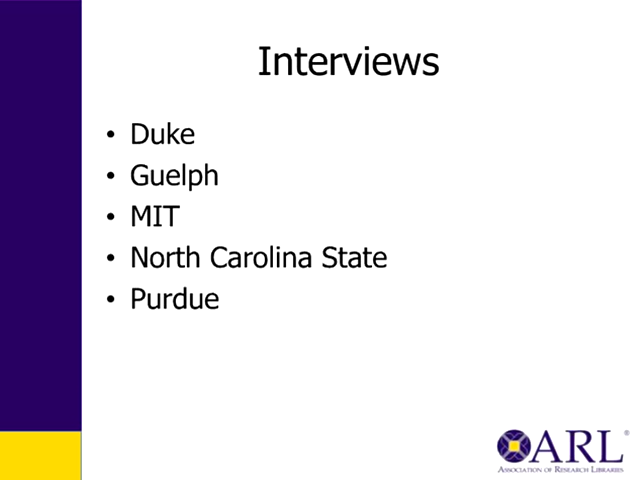 Interviews
• Duke
• Guelph
• MIT
• North Carolina State
• Purdue
ARL®
ASSOCIATION OF RESEARCH LIBRARIES